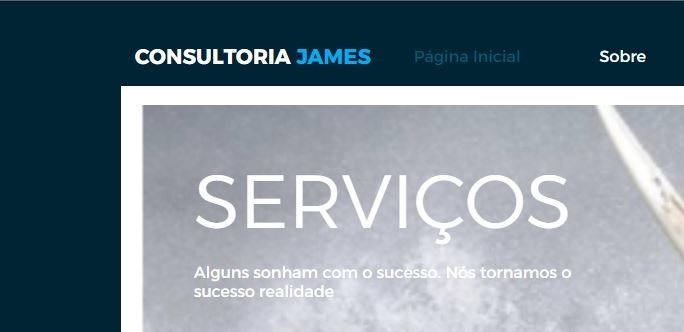 CONSULTORIA JAMES Página Inicial Sobre
SERVIÇOS
Alguns sonham com o sucesso. Nós tornamos o
sucesso realidade